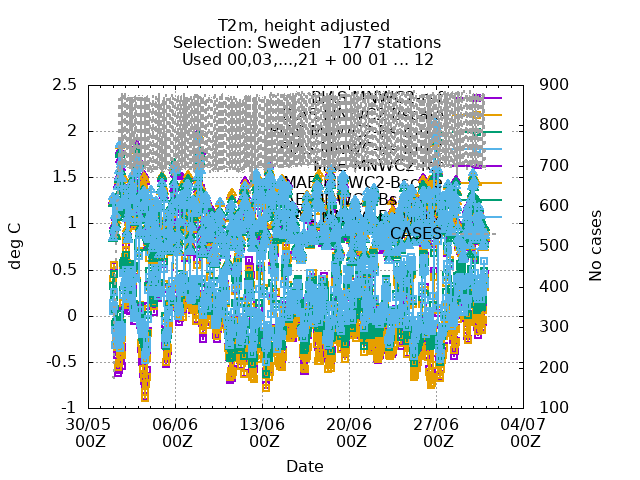 T2m, height adjusted
Selection: Sweden 177 stations
Used 00,03,...,21 + 00 01 ... 12
2.5
2
1.5
1
0.5
0
-0.5
-1
900
800
700
600
500
400
300
200
100
deg C
No cases
CASES
30/05 06/06 13/06 20/06 27/06 04/07
00Z 00Z 00Z 00Z 00Z 00Z
Date